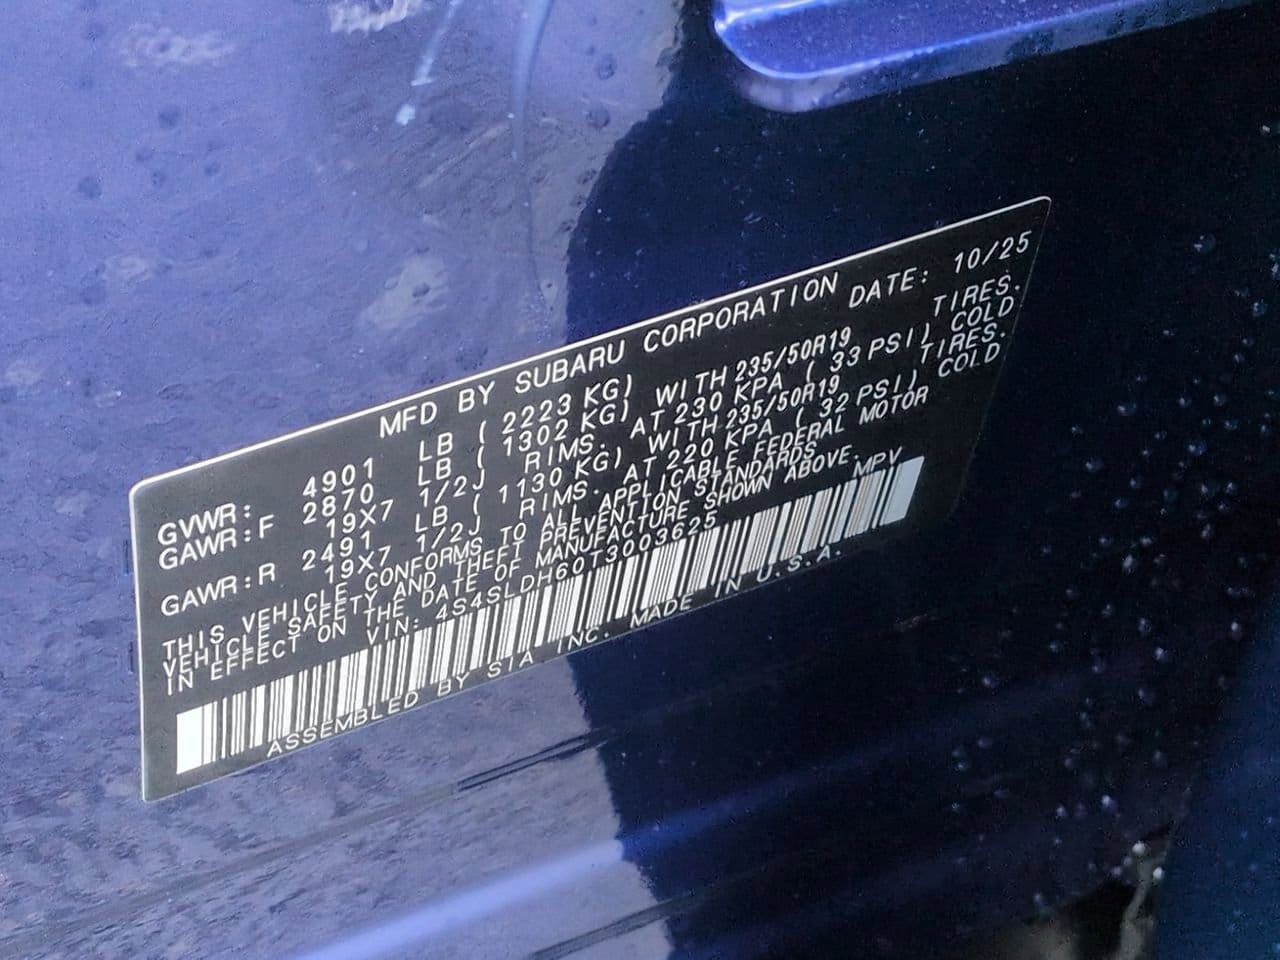 MFD BY SUBARU CORPORATION DATE: 10/25
GVWR: 4901 LB ( 2223 KG)
GAWR:F 2870 LB ( 1302 KG) WITH 235/50R19 TIRES.
19X7 1/2J RIMS. AT 230 KPA ( 33 PSI) COLD
GAWR:R 2491 LB ( 1130 KG) WITH 235/50R19 TIRES.
19X7 1/2J RIMS. AT 220 KPA ( 32 PSI) COLD
THIS VEHICLE CONFORMS TO ALL APPLICABLE FEDERAL MOTOR
VEHICLE SAFETY AND THEFT PREVENTION STANDARDS
IN EFFECT ON THE DATE OF MANUFACTURE SHOWN ABOVE.
VIN: 4S4SLDH60T3003625 MPV
ASSEMBLED BY SIA INC. MADE IN U.S.A.